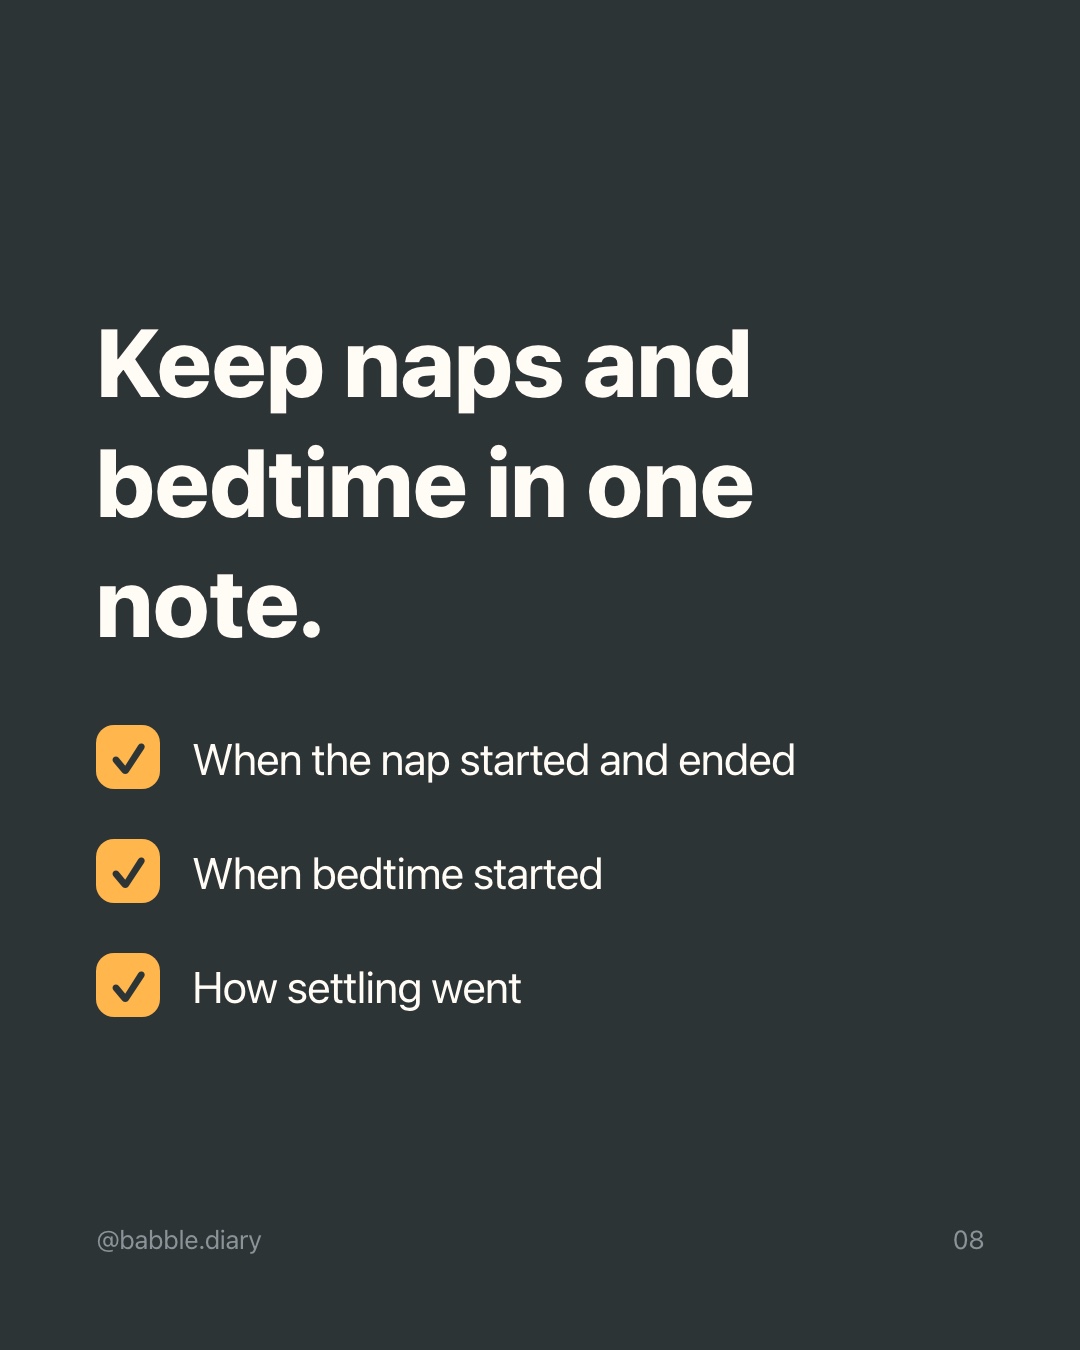 Keep naps and
bedtime in one
note.
When the nap started and ended
When bedtime started
How settling went
@babble.diary
08